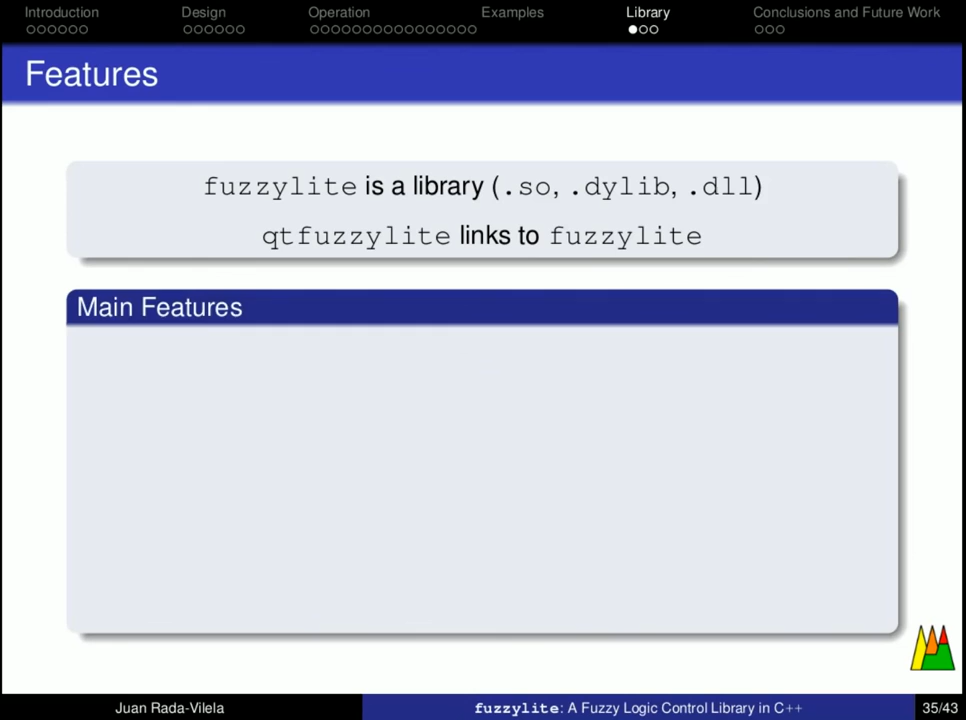 Introduction Design Operation Examples Library Conclusions and Future Work
Features
fuzzylite is a library (.so, .dylib, .dll)
qtfuzzylite links to fuzzylite
Main Features
Juan Rada-Vilela fuzzylite: A Fuzzy Logic Control Library in C++ 35/43